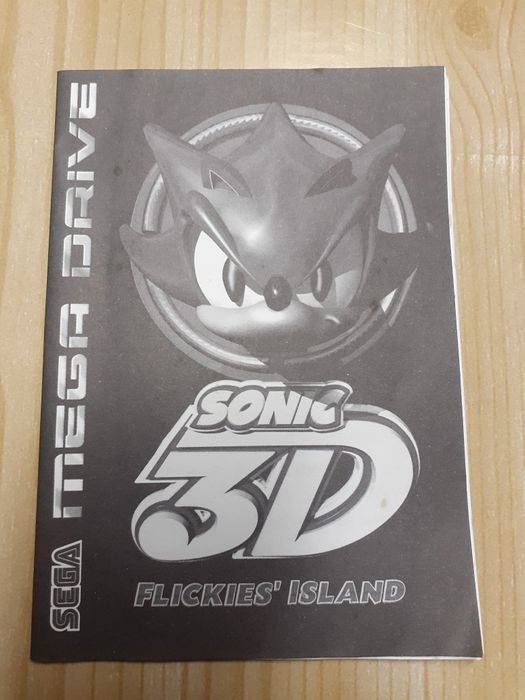 SEGA MEGA DRIVE
SONIC
3D
FLICKIES' ISLAND